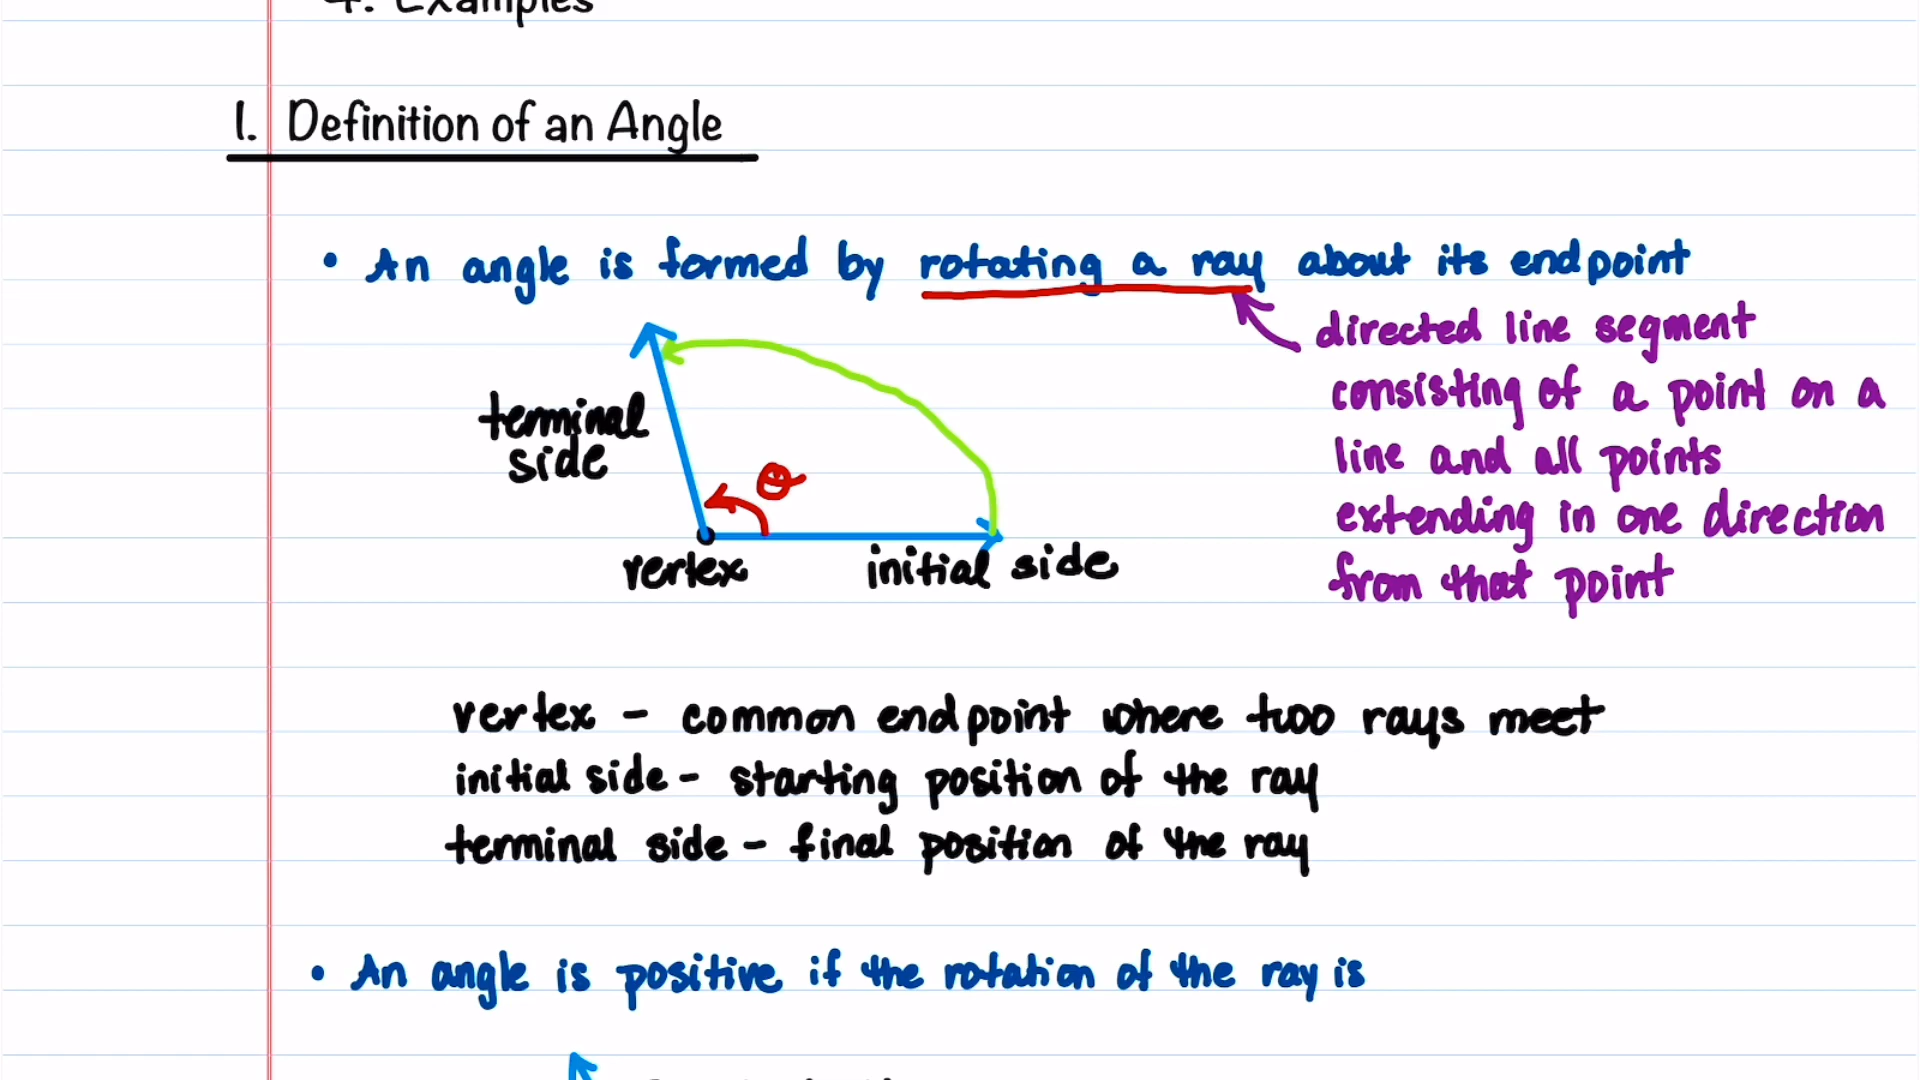 4. Examples
1. Definition of an Angle
• An angle is formed by rotating a ray about its endpoint
directed line segment
consisting of a point on a
line and all points
extending in one direction
from that point
terminal
side
θ
vertex
initial side
vertex - common endpoint where two rays meet
initial side - starting position of the ray
terminal side - final position of the ray
• An angle is positive if the rotation of the ray is